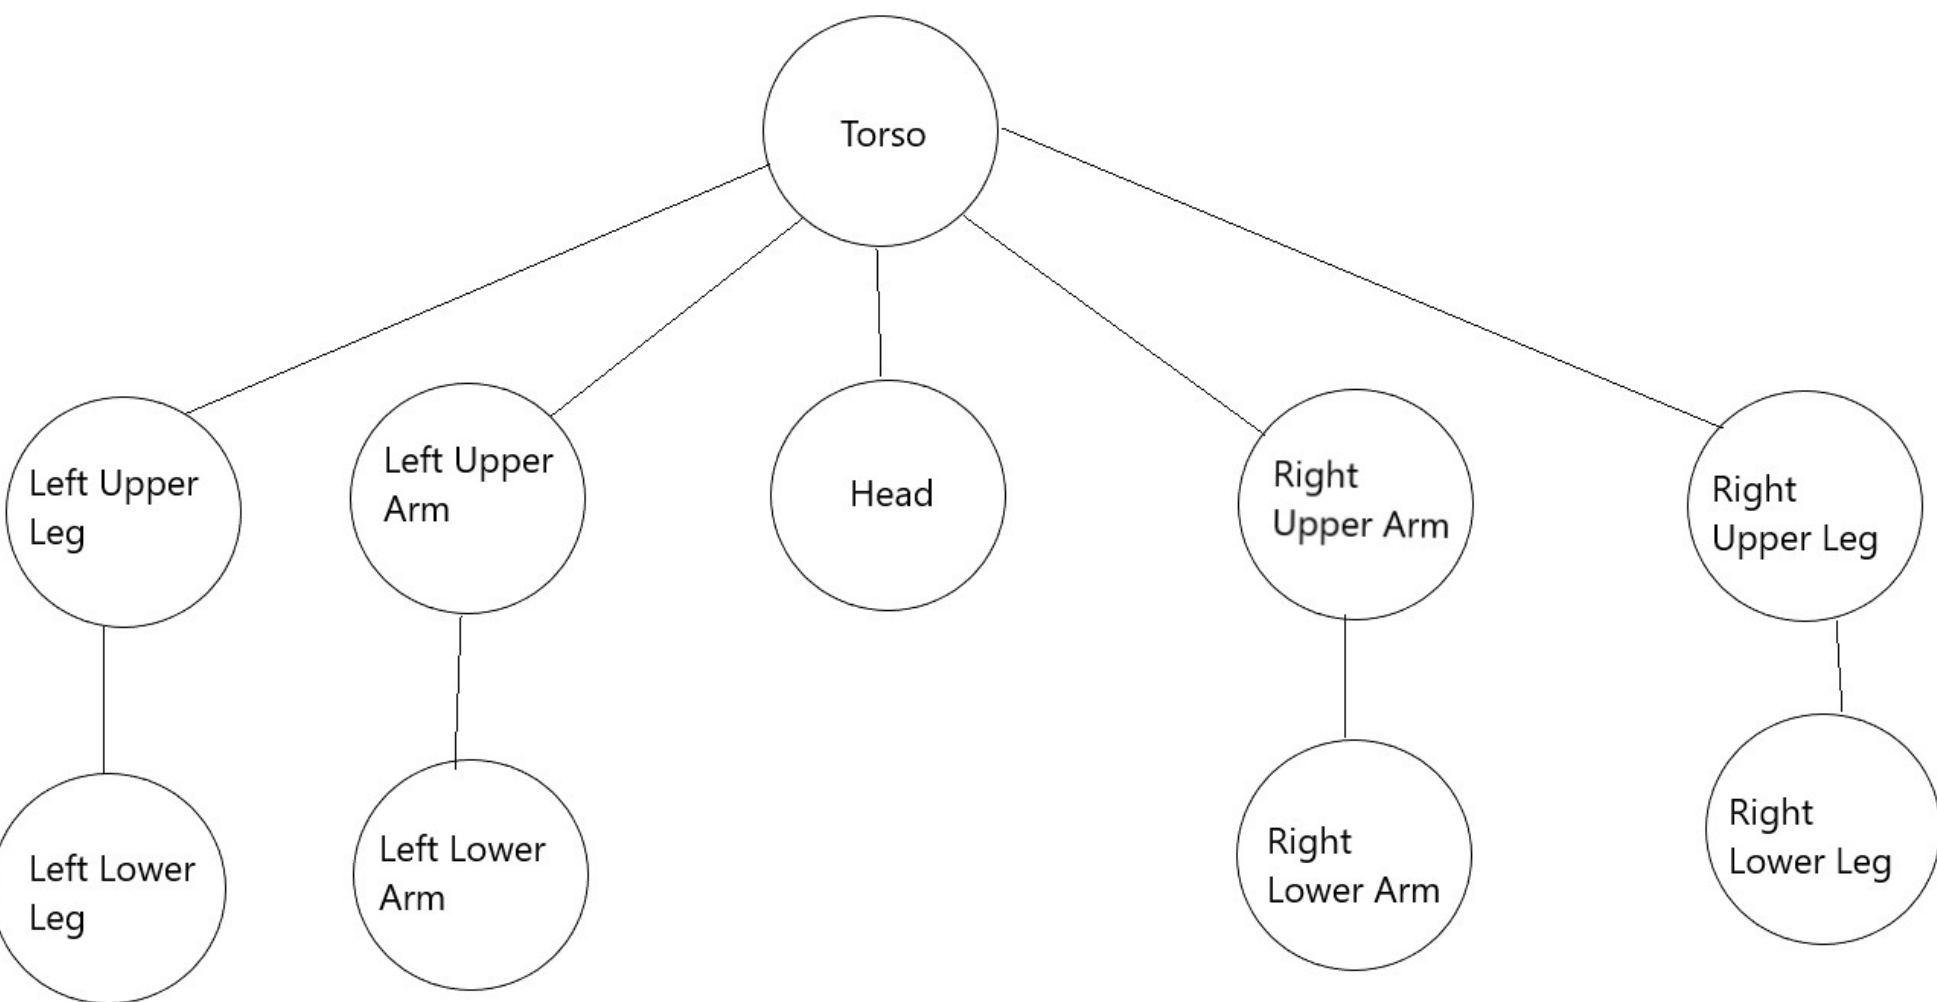 Torso
Left Upper
Leg
Left Upper
Arm
Head
Right
Upper Arm
Right
Upper Leg
Left Lower
Leg
Left Lower
Arm
Right
Lower Arm
Right
Lower Leg